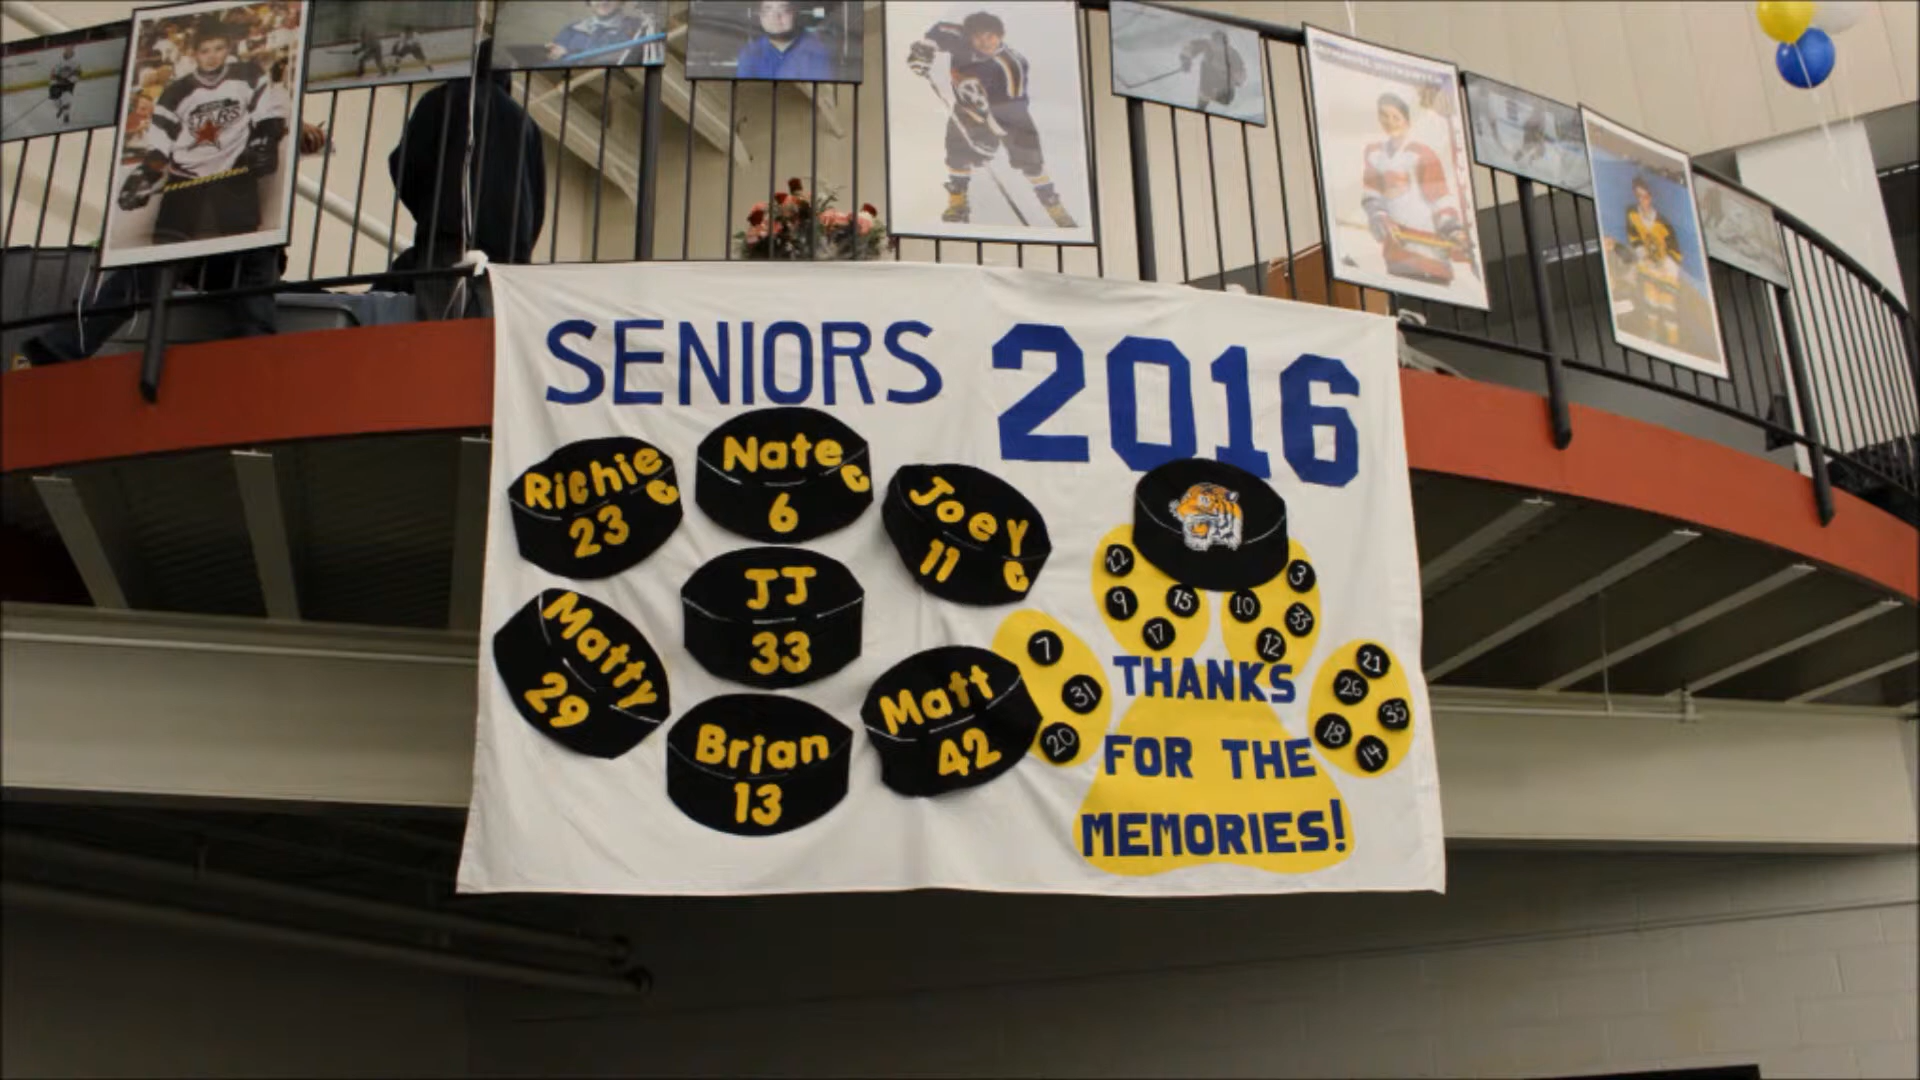 SENIORS 2016
Richie C
23
Nate C
6
Joey
11 C
JJ
33
Matty
29
Matt
42
Brian
13
22
9
15
17
3
10
33
12
7
31
20
21
26
35
18
14
THANKS
FOR THE
MEMORIES!
STARS